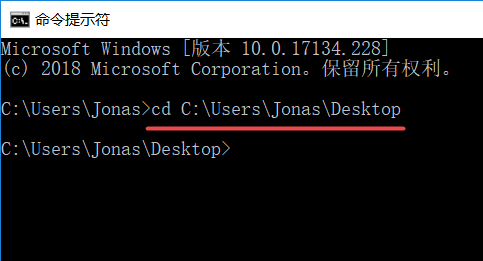 命令提示符
Microsoft Windows [版本 10.0.17134.228]
(c) 2018 Microsoft Corporation。保留所有权利。
C:\Users\Jonas>cd C:\Users\Jonas\Desktop
C:\Users\Jonas\Desktop>